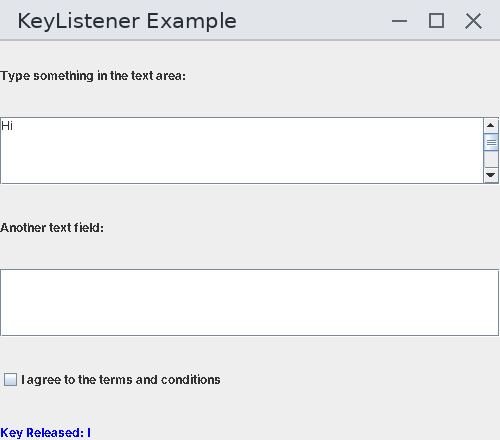 KeyListener Example
Type something in the text area:
Hi
Another text field:
I agree to the terms and conditions
Key Released: I